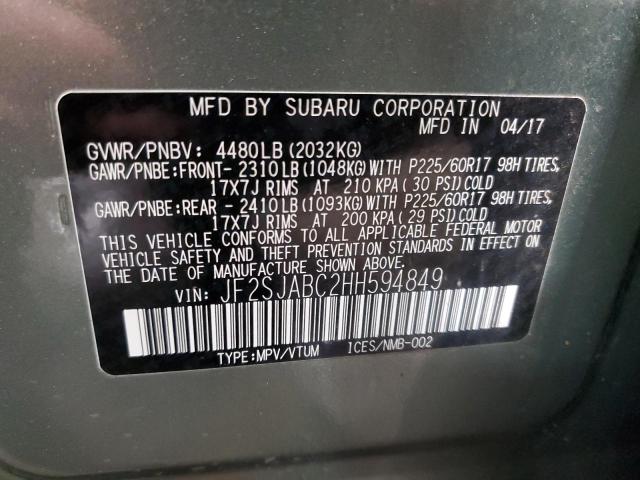 MFD BY SUBARU CORPORATION
MFD IN 04/17
GVWR/PNBV: 4480LB (2032KG)
GAWR/PNBE:FRONT- 2310LB (1048KG)WITH P225/60R17 98H TIRES,
17X7J RIMS AT 210 KPA( 30 PSI)COLD
GAWR/PNBE:REAR - 2410LB (1093KG)WITH P225/60R17 98H TIRES,
17X7J RIMS AT 200 KPA( 29 PSI)COLD
THIS VEHICLE CONFORMS TO ALL APPLICABLE FEDERAL MOTOR
VEHICLE SAFETY AND THEFT PREVENTION STANDARDS IN EFFECT ON
THE DATE OF MANUFACTURE SHOWN ABOVE.
VIN: JF2SJABC2HH594849
TYPE:MPV/VTUM ICES/NMB-002